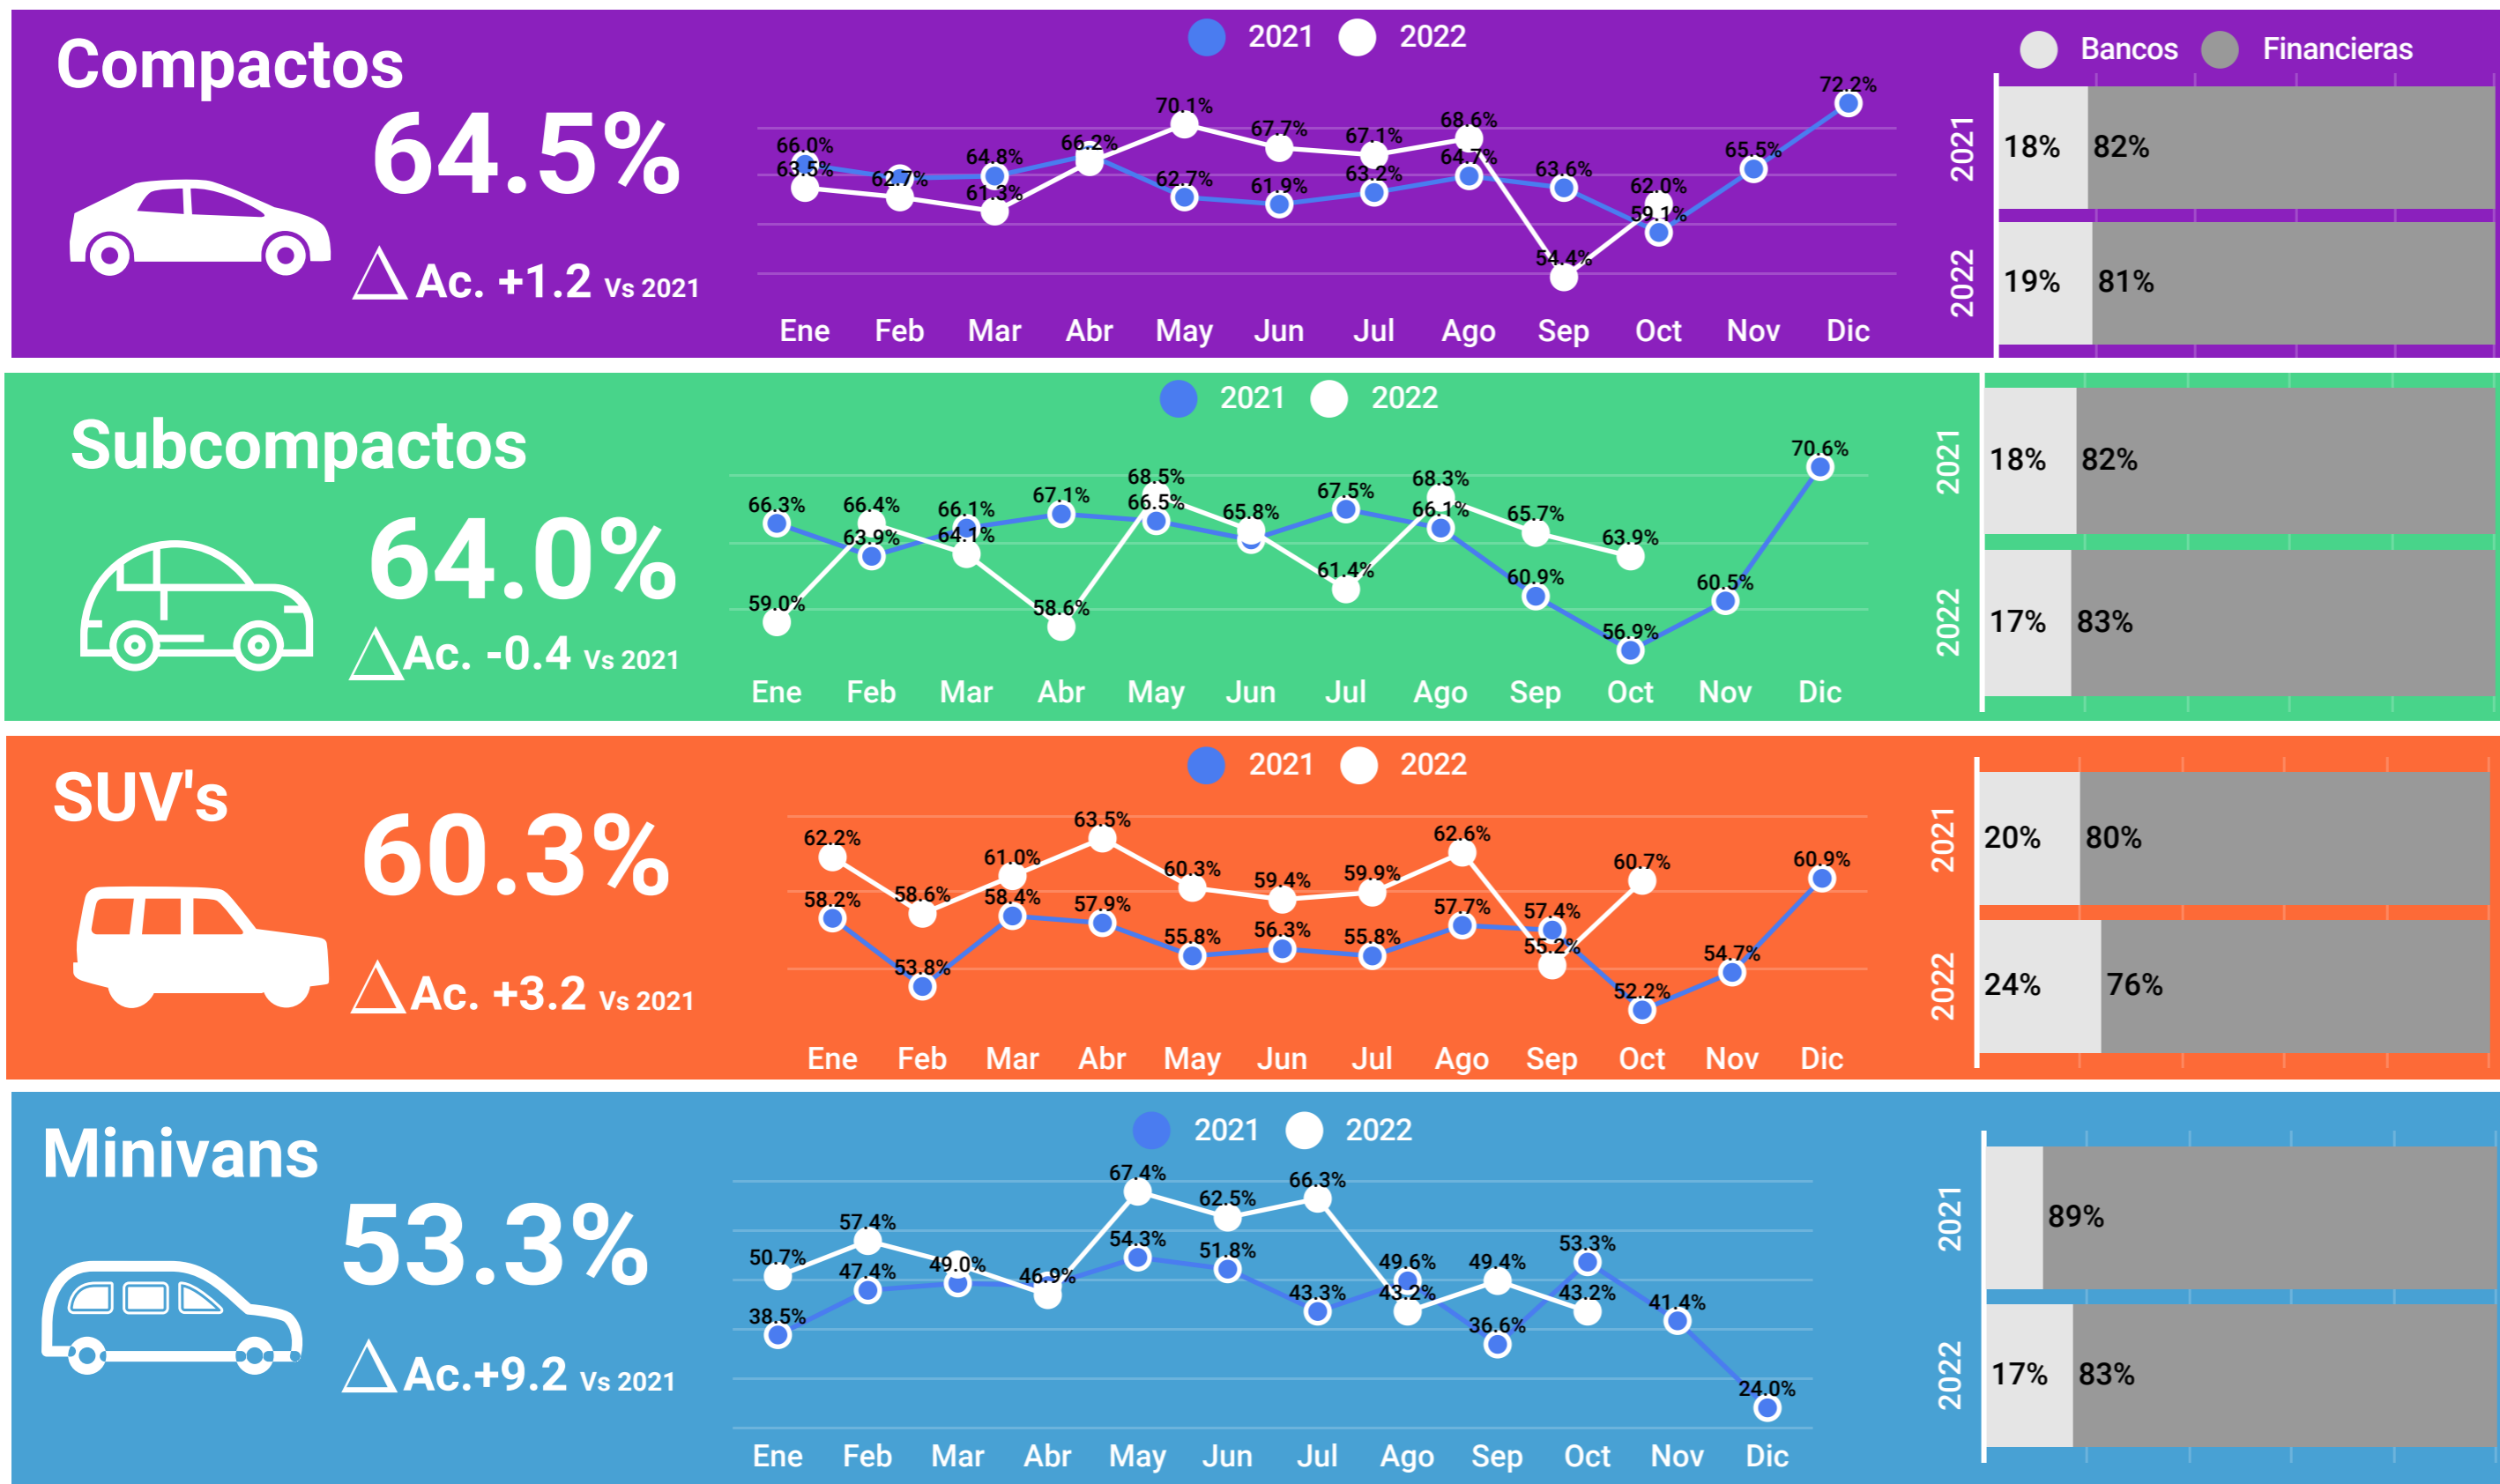 Compactos
64.5%
Ac. +1.2 Vs 2021
2021 2022
66.0% 63.5% 62.7% 64.8% 61.3% 66.2% 70.1% 62.7% 67.7% 61.9% 67.1% 63.2% 68.6% 64.7% 63.6% 54.4% 62.0% 59.1% 65.5% 72.2%
Ene Feb Mar Abr May Jun Jul Ago Sep Oct Nov Dic
Bancos Financieras
2021 18% 82%
2022 19% 81%
Subcompactos
64.0%
Ac. -0.4 Vs 2021
2021 2022
66.3% 59.0% 66.4% 63.9% 66.1% 64.1% 67.1% 58.6% 68.5% 66.5% 65.8% 67.5% 61.4% 68.3% 66.1% 65.7% 60.9% 63.9% 56.9% 60.5% 70.6%
Ene Feb Mar Abr May Jun Jul Ago Sep Oct Nov Dic
2021 18% 82%
2022 17% 83%
SUV's
60.3%
Ac. +3.2 Vs 2021
2021 2022
62.2% 58.2% 58.6% 53.8% 61.0% 58.4% 63.5% 57.9% 60.3% 55.8% 59.4% 56.3% 59.9% 55.8% 62.6% 57.7% 57.4% 55.2% 60.7% 52.2% 54.7% 60.9%
Ene Feb Mar Abr May Jun Jul Ago Sep Oct Nov Dic
2021 20% 80%
2022 24% 76%
Minivans
53.3%
Ac.+9.2 Vs 2021
2021 2022
50.7% 38.5% 57.4% 47.4% 49.0% 46.9% 67.4% 54.3% 62.5% 51.8% 66.3% 43.3% 49.6% 43.2% 49.4% 36.6% 53.3% 43.2% 41.4% 24.0%
Ene Feb Mar Abr May Jun Jul Ago Sep Oct Nov Dic
2021 89%
2022 17% 83%